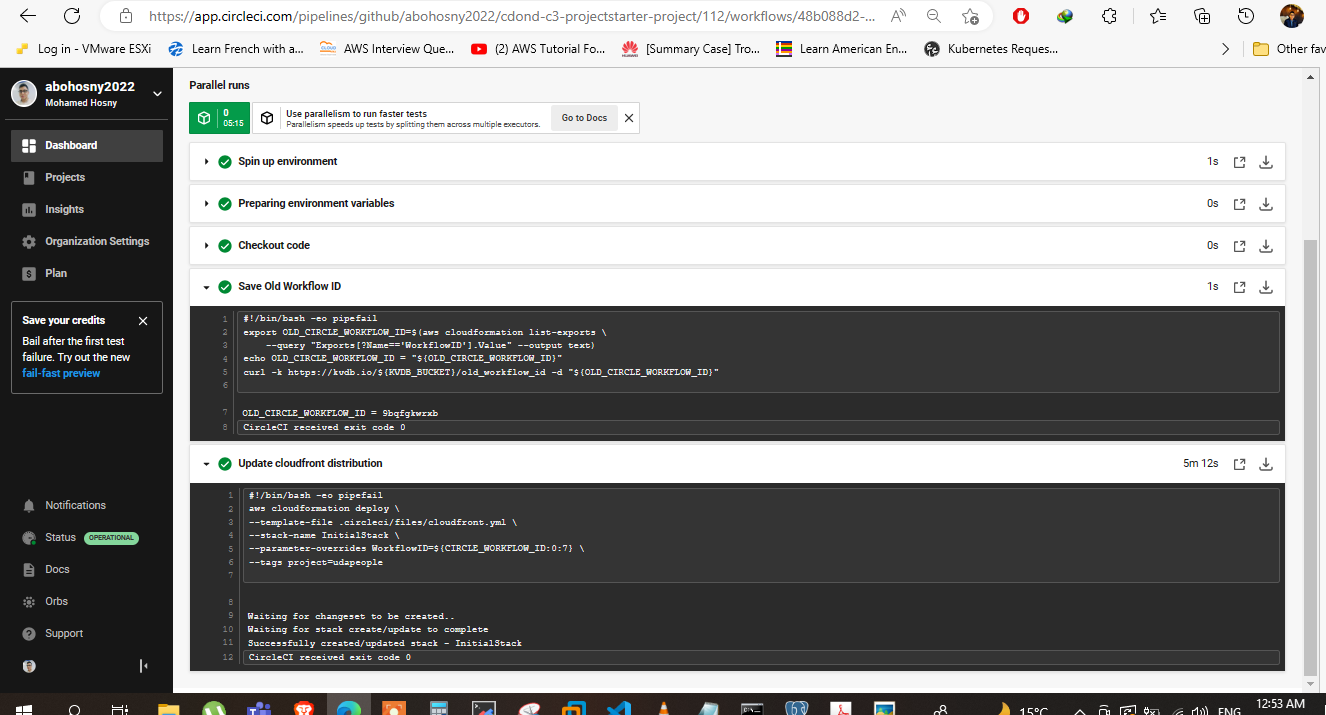 https://app.circleci.com/pipelines/github/abohosny2022/cdond-c3-projectstarter-project/112/workflows/48b088d2-...
Log in - VMware ESXi
Learn French with a...
AWS Interview Que...
(2) AWS Tutorial Fo...
[Summary Case] Tro...
Learn American En...
Kubernetes Reques...
Other fav
abohosny2022
Mohamed Hosny
Dashboard
Projects
Insights
Organization Settings
Plan
Save your credits
Bail after the first test
failure. Try out the new
fail-fast preview
Notifications
Status OPERATIONAL
Docs
Orbs
Support
Parallel runs
0
05:15
Use parallelism to run faster tests
Parallelism speeds up tests by splitting them across multiple executors.
Go to Docs
Spin up environment 1s
Preparing environment variables 0s
Checkout code 0s
Save Old Workflow ID 1s
1 #!/bin/bash -eo pipefail
2 export OLD_CIRCLE_WORKFLOW_ID=$(aws cloudformation list-exports \
3 --query "Exports[?Name=='WorkflowID'].Value" --output text)
4 echo OLD_CIRCLE_WORKFLOW_ID = "${OLD_CIRCLE_WORKFLOW_ID}"
5 curl -k https://kvdb.io/${KVDB_BUCKET}/old_workflow_id -d "${OLD_CIRCLE_WORKFLOW_ID}"
6
7 OLD_CIRCLE_WORKFLOW_ID = 9bqfgkwrxb
8 CircleCI received exit code 0
Update cloudfront distribution 5m 12s
1 #!/bin/bash -eo pipefail
2 aws cloudformation deploy \
3 --template-file .circleci/files/cloudfront.yml \
4 --stack-name InitialStack \
5 --parameter-overrides WorkflowID=${CIRCLE_WORKFLOW_ID:0:7} \
6 --tags project=udapeople
7
8
9 Waiting for changeset to be created..
10 Waiting for stack create/update to complete
11 Successfully created/updated stack - InitialStack
12 CircleCI received exit code 0
15°C
ENG
12:53 AM